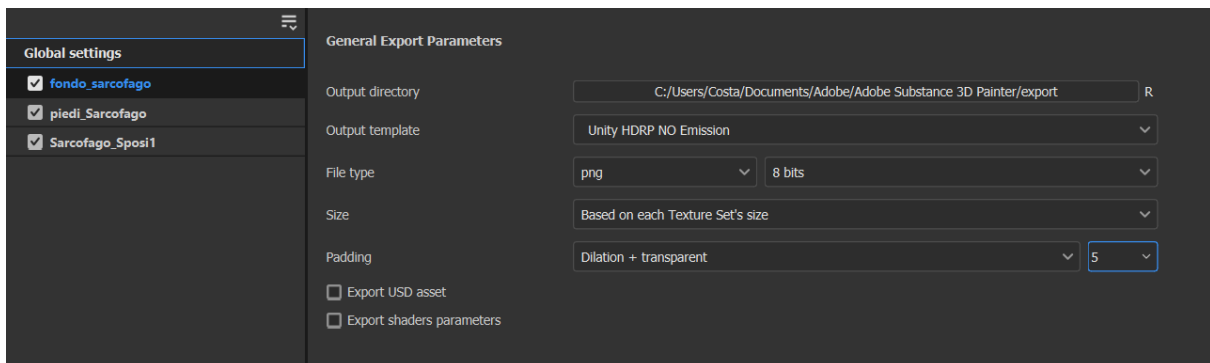 Global settings
fondo_sarcofago
piedi_Sarcofago
Sarcofago_Sposi1
General Export Parameters
Output directory C:/Users/Costa/Documents/Adobe/Adobe Substance 3D Painter/export R
Output template Unity HDRP NO Emission
File type png 8 bits
Size Based on each Texture Set's size
Padding Dilation + transparent 5
Export USD asset
Export shaders parameters